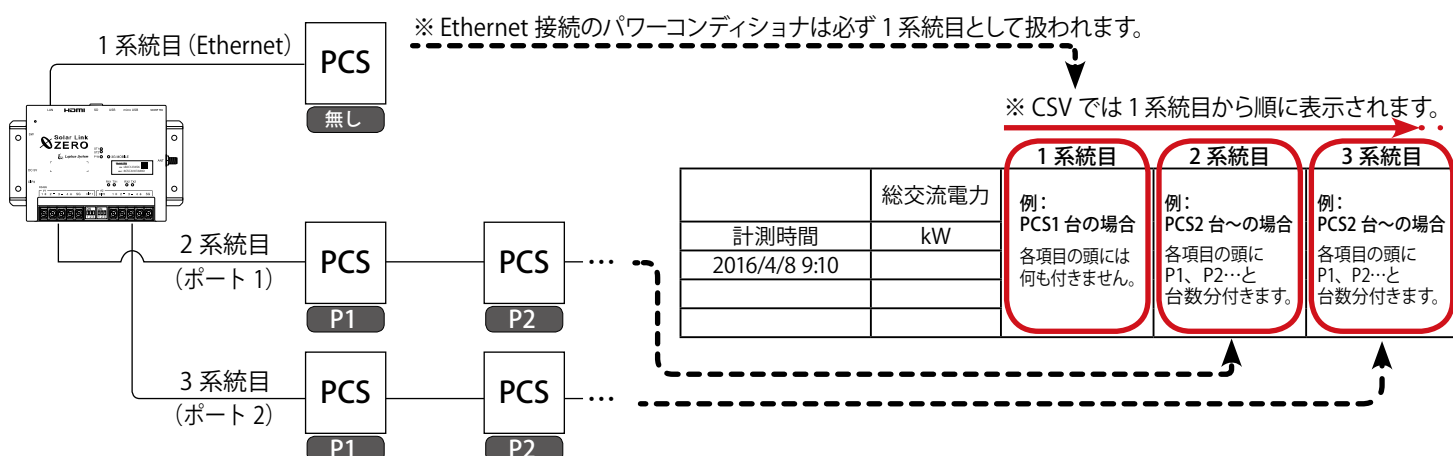 ※ Ethernet 接続のパワーコンディショナは必ず 1 系統目として扱われます。
1 系統目 (Ethernet)
PCS
無し
※ CSV では 1 系統目から順に表示されます。
HDMI
Solar Link
ZERO
1 系統目
2 系統目
3 系統目
総交流電力
計測時間
kW
2016/4/8 9:10
例：
PCS1 台の場合
各項目の頭には
何も付きません。
例：
PCS2 台～の場合
各項目の頭に
P1、P2…と
台数分付きます。
例：
PCS2 台～の場合
各項目の頭に
P1、P2…と
台数分付きます。
2 系統目
(ポート 1)
PCS
PCS
…
P1
P2
3 系統目
(ポート 2)
PCS
PCS
…
P1
P2